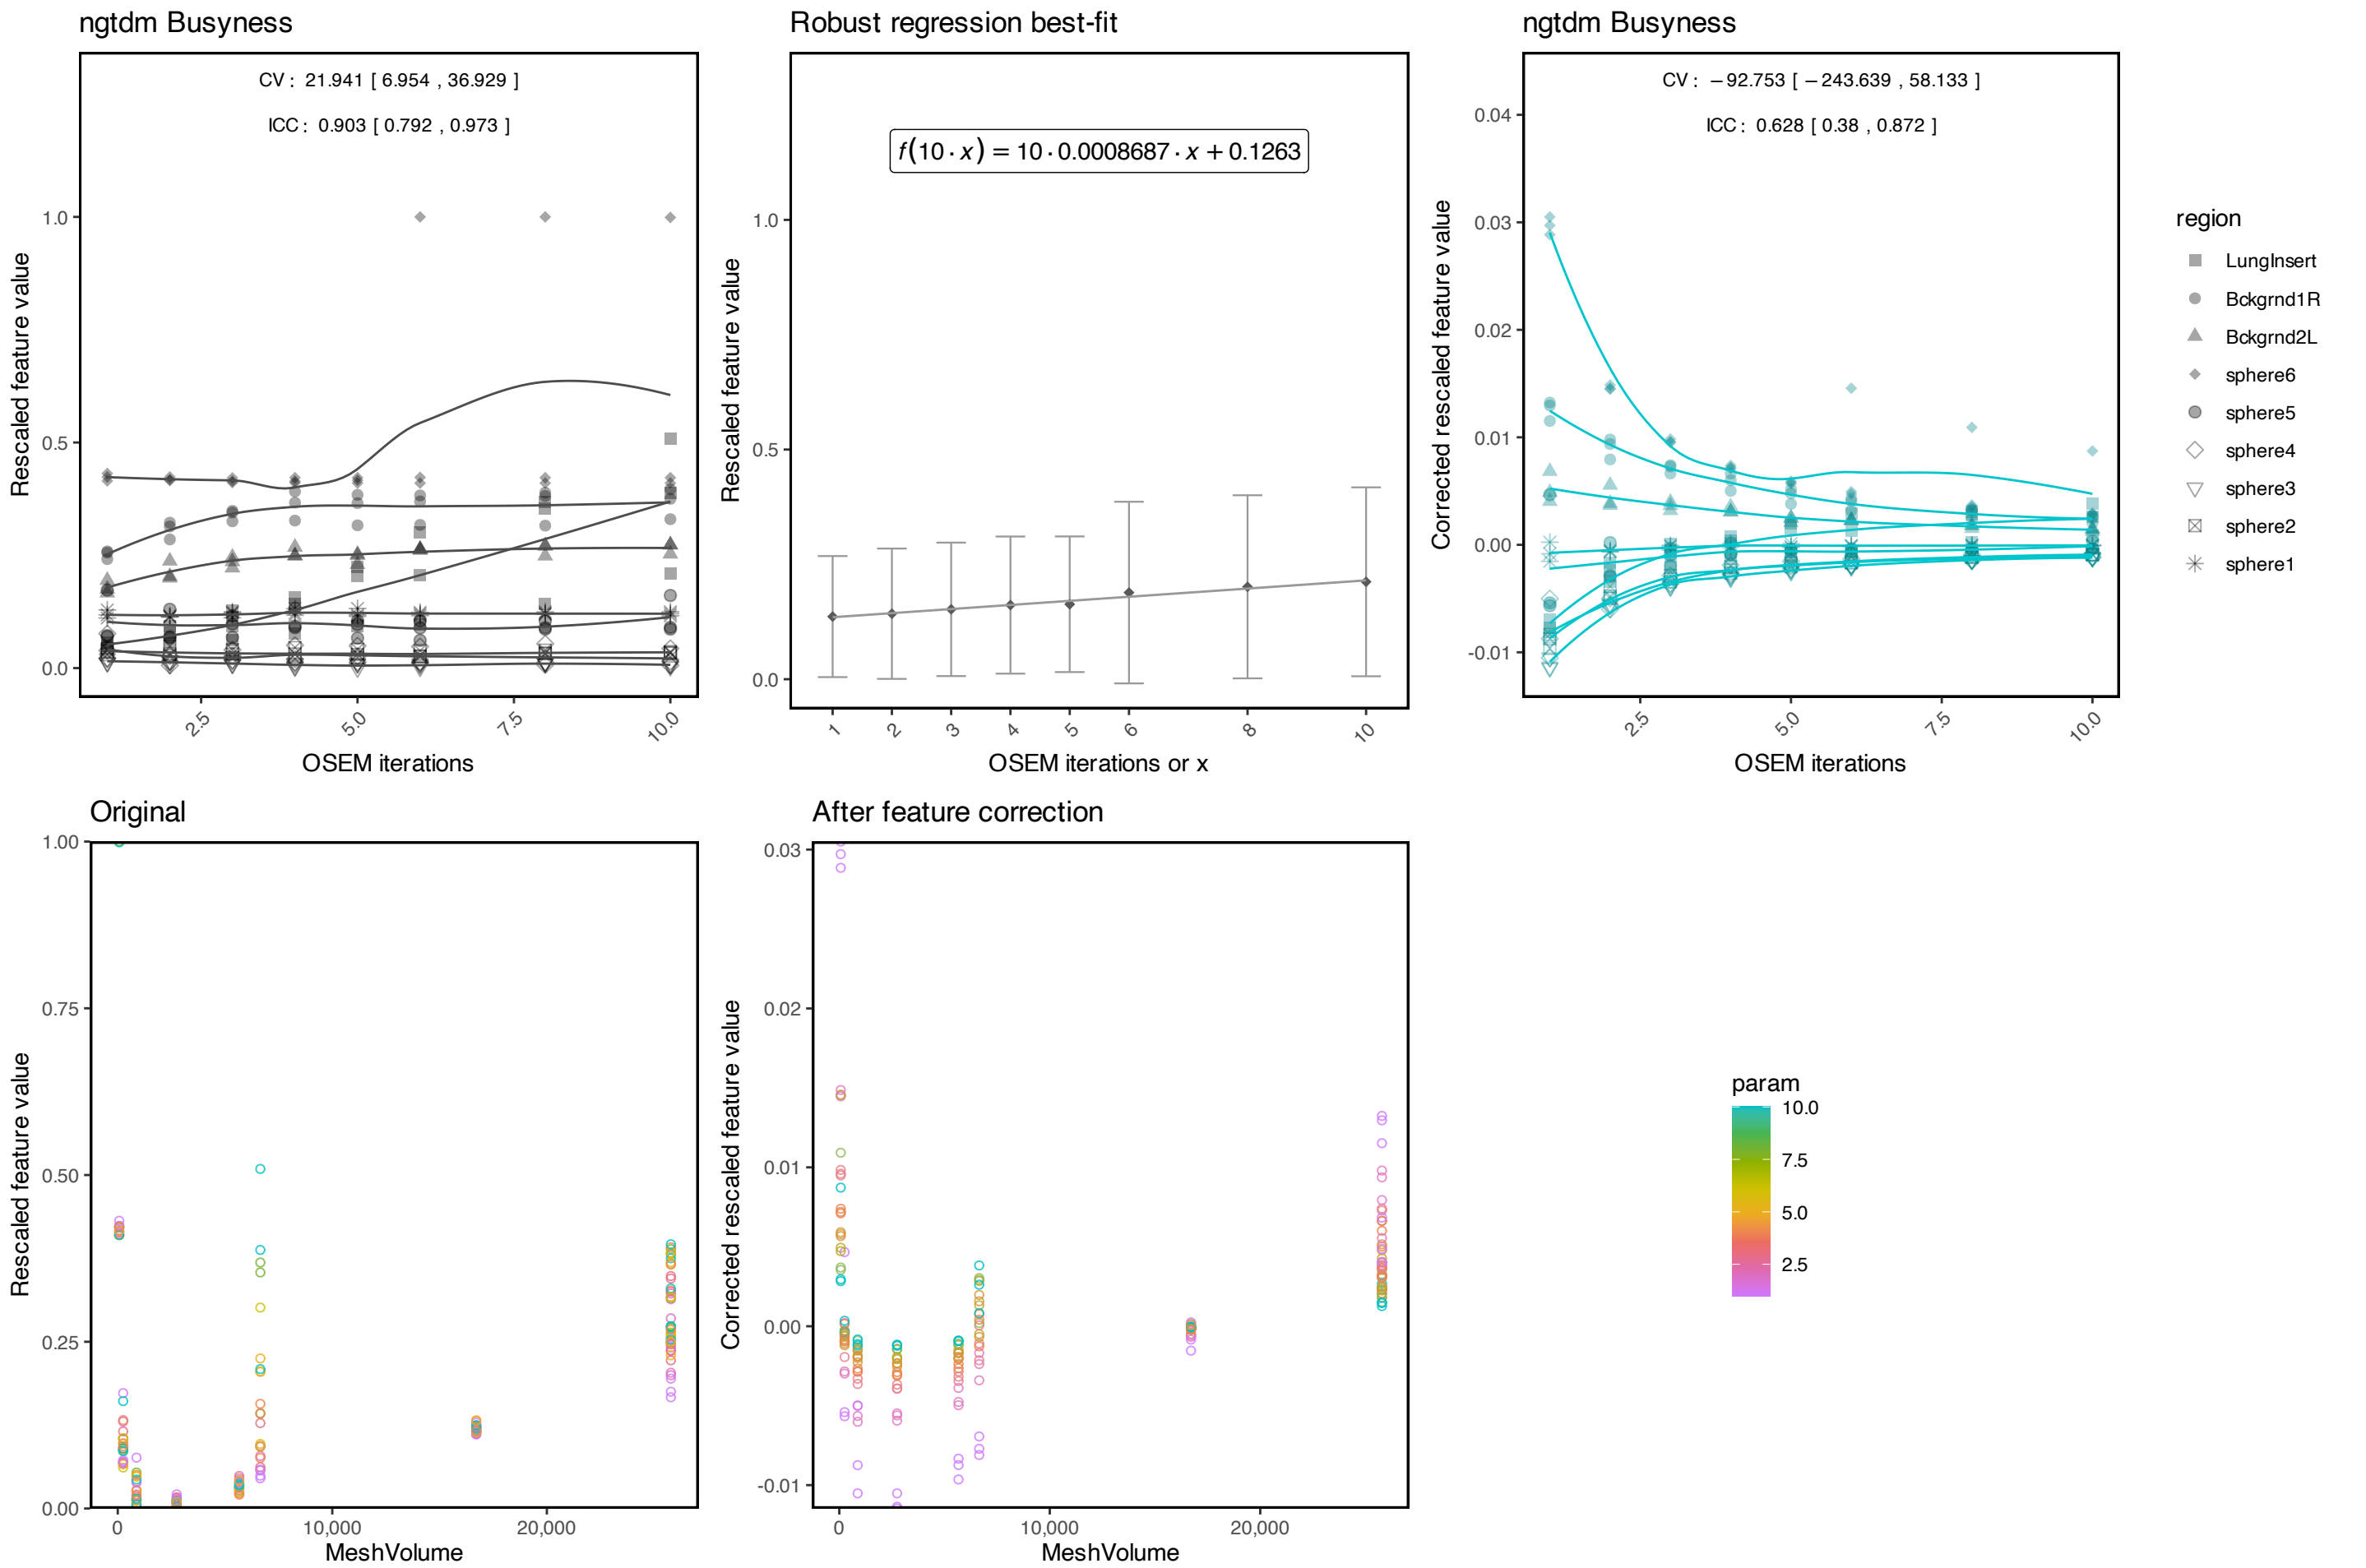 ngtdm Busyness
CV : 21.941 [ 6.954 , 36.929 ]
ICC : 0.903 [ 0.792 , 0.973 ]
Rescaled feature value
1.0
0.5
0.0
2.5
5.0
7.5
10.0
OSEM iterations
Robust regression best-fit
f(10 · x) = 10 · 0.0008687 · x + 0.1263
Rescaled feature value
1.0
0.5
0.0
1
2
3
4
5
6
8
10
OSEM iterations or x
ngtdm Busyness
CV : −92.753 [ −243.639 , 58.133 ]
ICC : 0.628 [ 0.38 , 0.872 ]
Corrected rescaled feature value
0.04
0.03
0.02
0.01
0.00
-0.01
2.5
5.0
7.5
10.0
OSEM iterations
region
LungInsert
Bckgrnd1R
Bckgrnd2L
sphere6
sphere5
sphere4
sphere3
sphere2
sphere1
Original
Rescaled feature value
1.00
0.75
0.50
0.25
0.00
0
10,000
20,000
MeshVolume
After feature correction
Corrected rescaled feature value
0.03
0.02
0.01
0.00
-0.01
0
10,000
20,000
MeshVolume
param
10.0
7.5
5.0
2.5